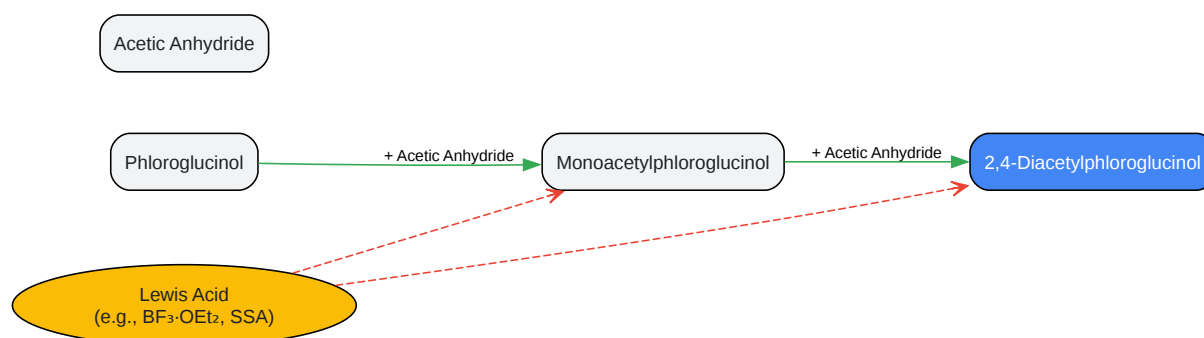 Acetic Anhydride
Phloroglucinol
+ Acetic Anhydride
Monoacetylphloroglucinol
+ Acetic Anhydride
2,4-Diacetylphloroglucinol
Lewis Acid
(e.g., BF₃·OEt₂, SSA)